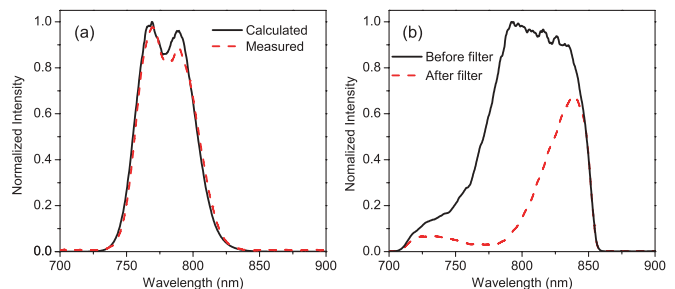 (a)
Calculated
Measured
Normalized Intensity
1.0
0.8
0.6
0.4
0.2
0.0
700 750 800 850 900
Wavelength (nm)
(b)
Before filter
After filter
Normalized Intensity
1.0
0.8
0.6
0.4
0.2
0.0
700 750 800 850 900
Wavelength (nm)